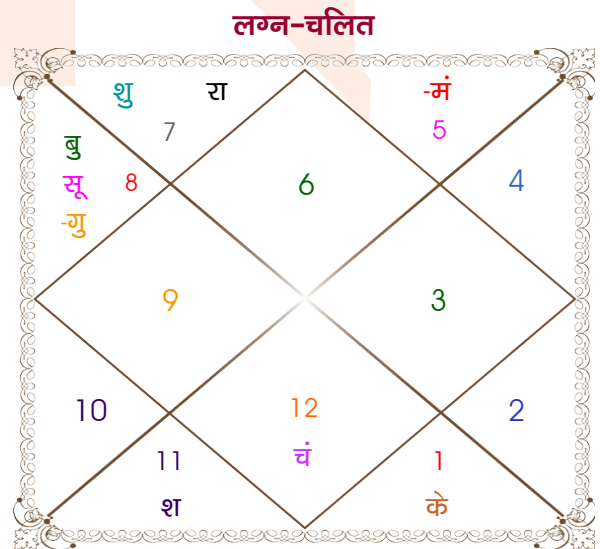 लग्न-चलित
शु रा -मं
7 5
बु
सू 8 6 4
-गु
9 3
10 12 2
11 चं 1
श के